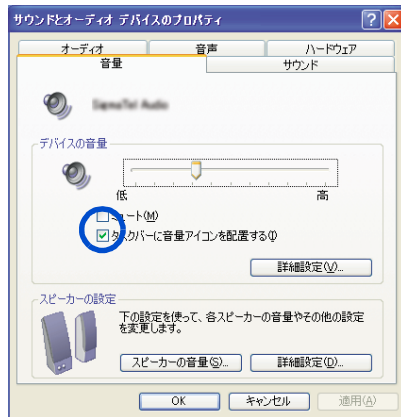 サウンドとオーディオ デバイスのプロパティ
オーディオ
音声
ハードウェア
音量
サウンド
デバイスの音量
低
高
ミュート(M)
タスクバーに音量アイコンを配置する(I)
詳細設定(V)...
スピーカーの設定
下の設定を使って、各スピーカーの音量やその他の設定
を変更します。
スピーカーの音量(S)...
詳細設定(D)...
OK
キャンセル
適用(A)